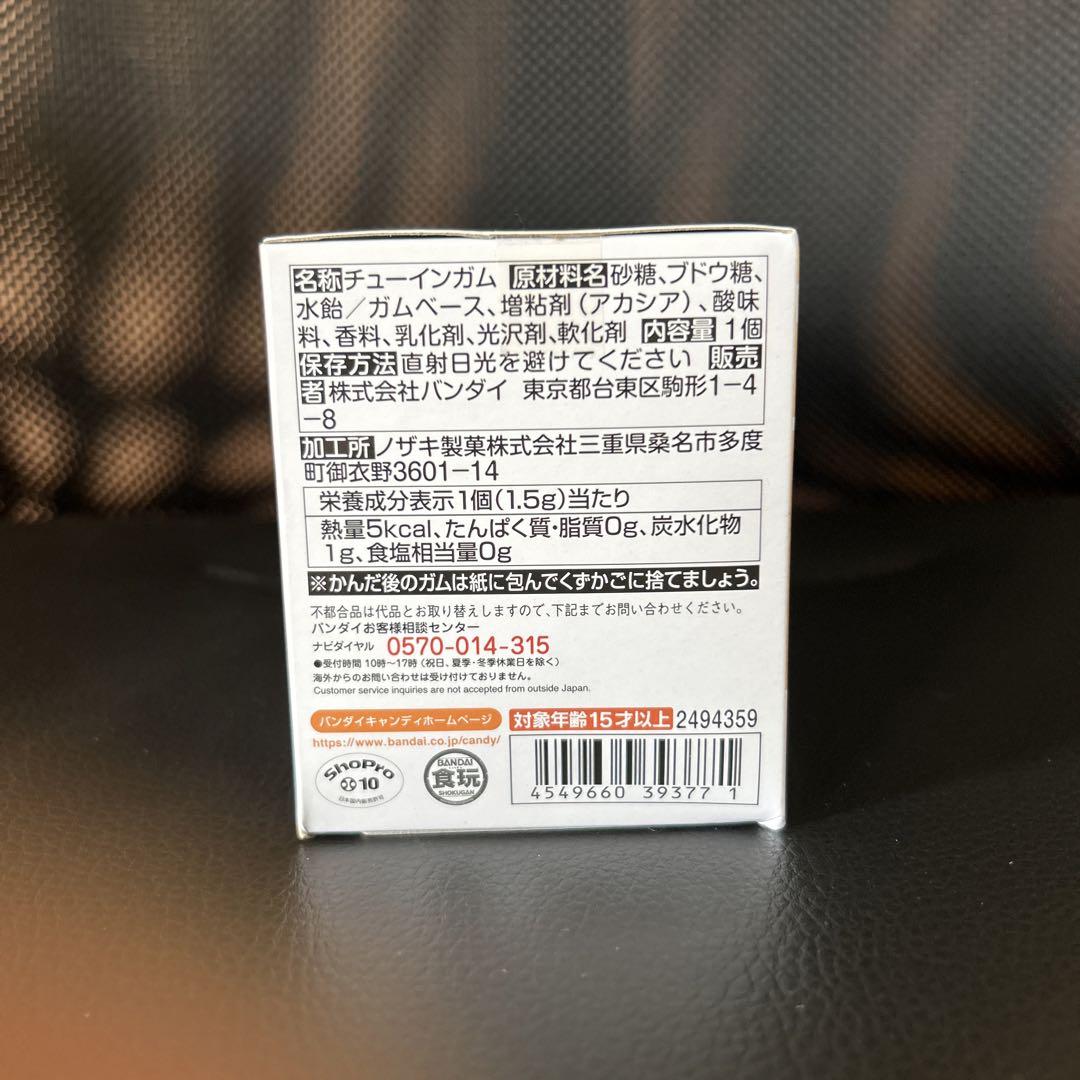 名称チューインガム 原材料名砂糖、ブドウ糖、
水飴／ガムベース、増粘剤(アカシア)、酸味
料、香料、乳化剤、光沢剤、軟化剤 内容量1個
保存方法直射日光を避けてください 販売
者株式会社バンダイ 東京都台東区駒形1-4
-8
加工所ノザキ製菓株式会社三重県桑名市多度
町御衣野3601-14
栄養成分表示1個(1.5g)当たり
熱量5kcal、たんぱく質・脂質0g、炭水化物
1g、食塩相当量0g
※かんだ後のガムは紙に包んでくずかごに捨てましょう。
不都合品は代品とお取り替えしますので、下記までお問い合わせください。
バンダイお客様相談センター
ナビダイヤル 0570-014-315
●受付時間 10時～17時(祝日、夏季・冬季休業日を除く)
海外からのお問い合わせは受け付けておりません。
Customer service inquiries are not accepted from outside Japan.
バンダイキャンディホームページ 対象年齢15才以上 2494359
https://www.bandai.co.jp/candy/
ShoPro
10
日本国内販売許可
BANDAI
食玩
SHOKUGAN
4549660 39377 1